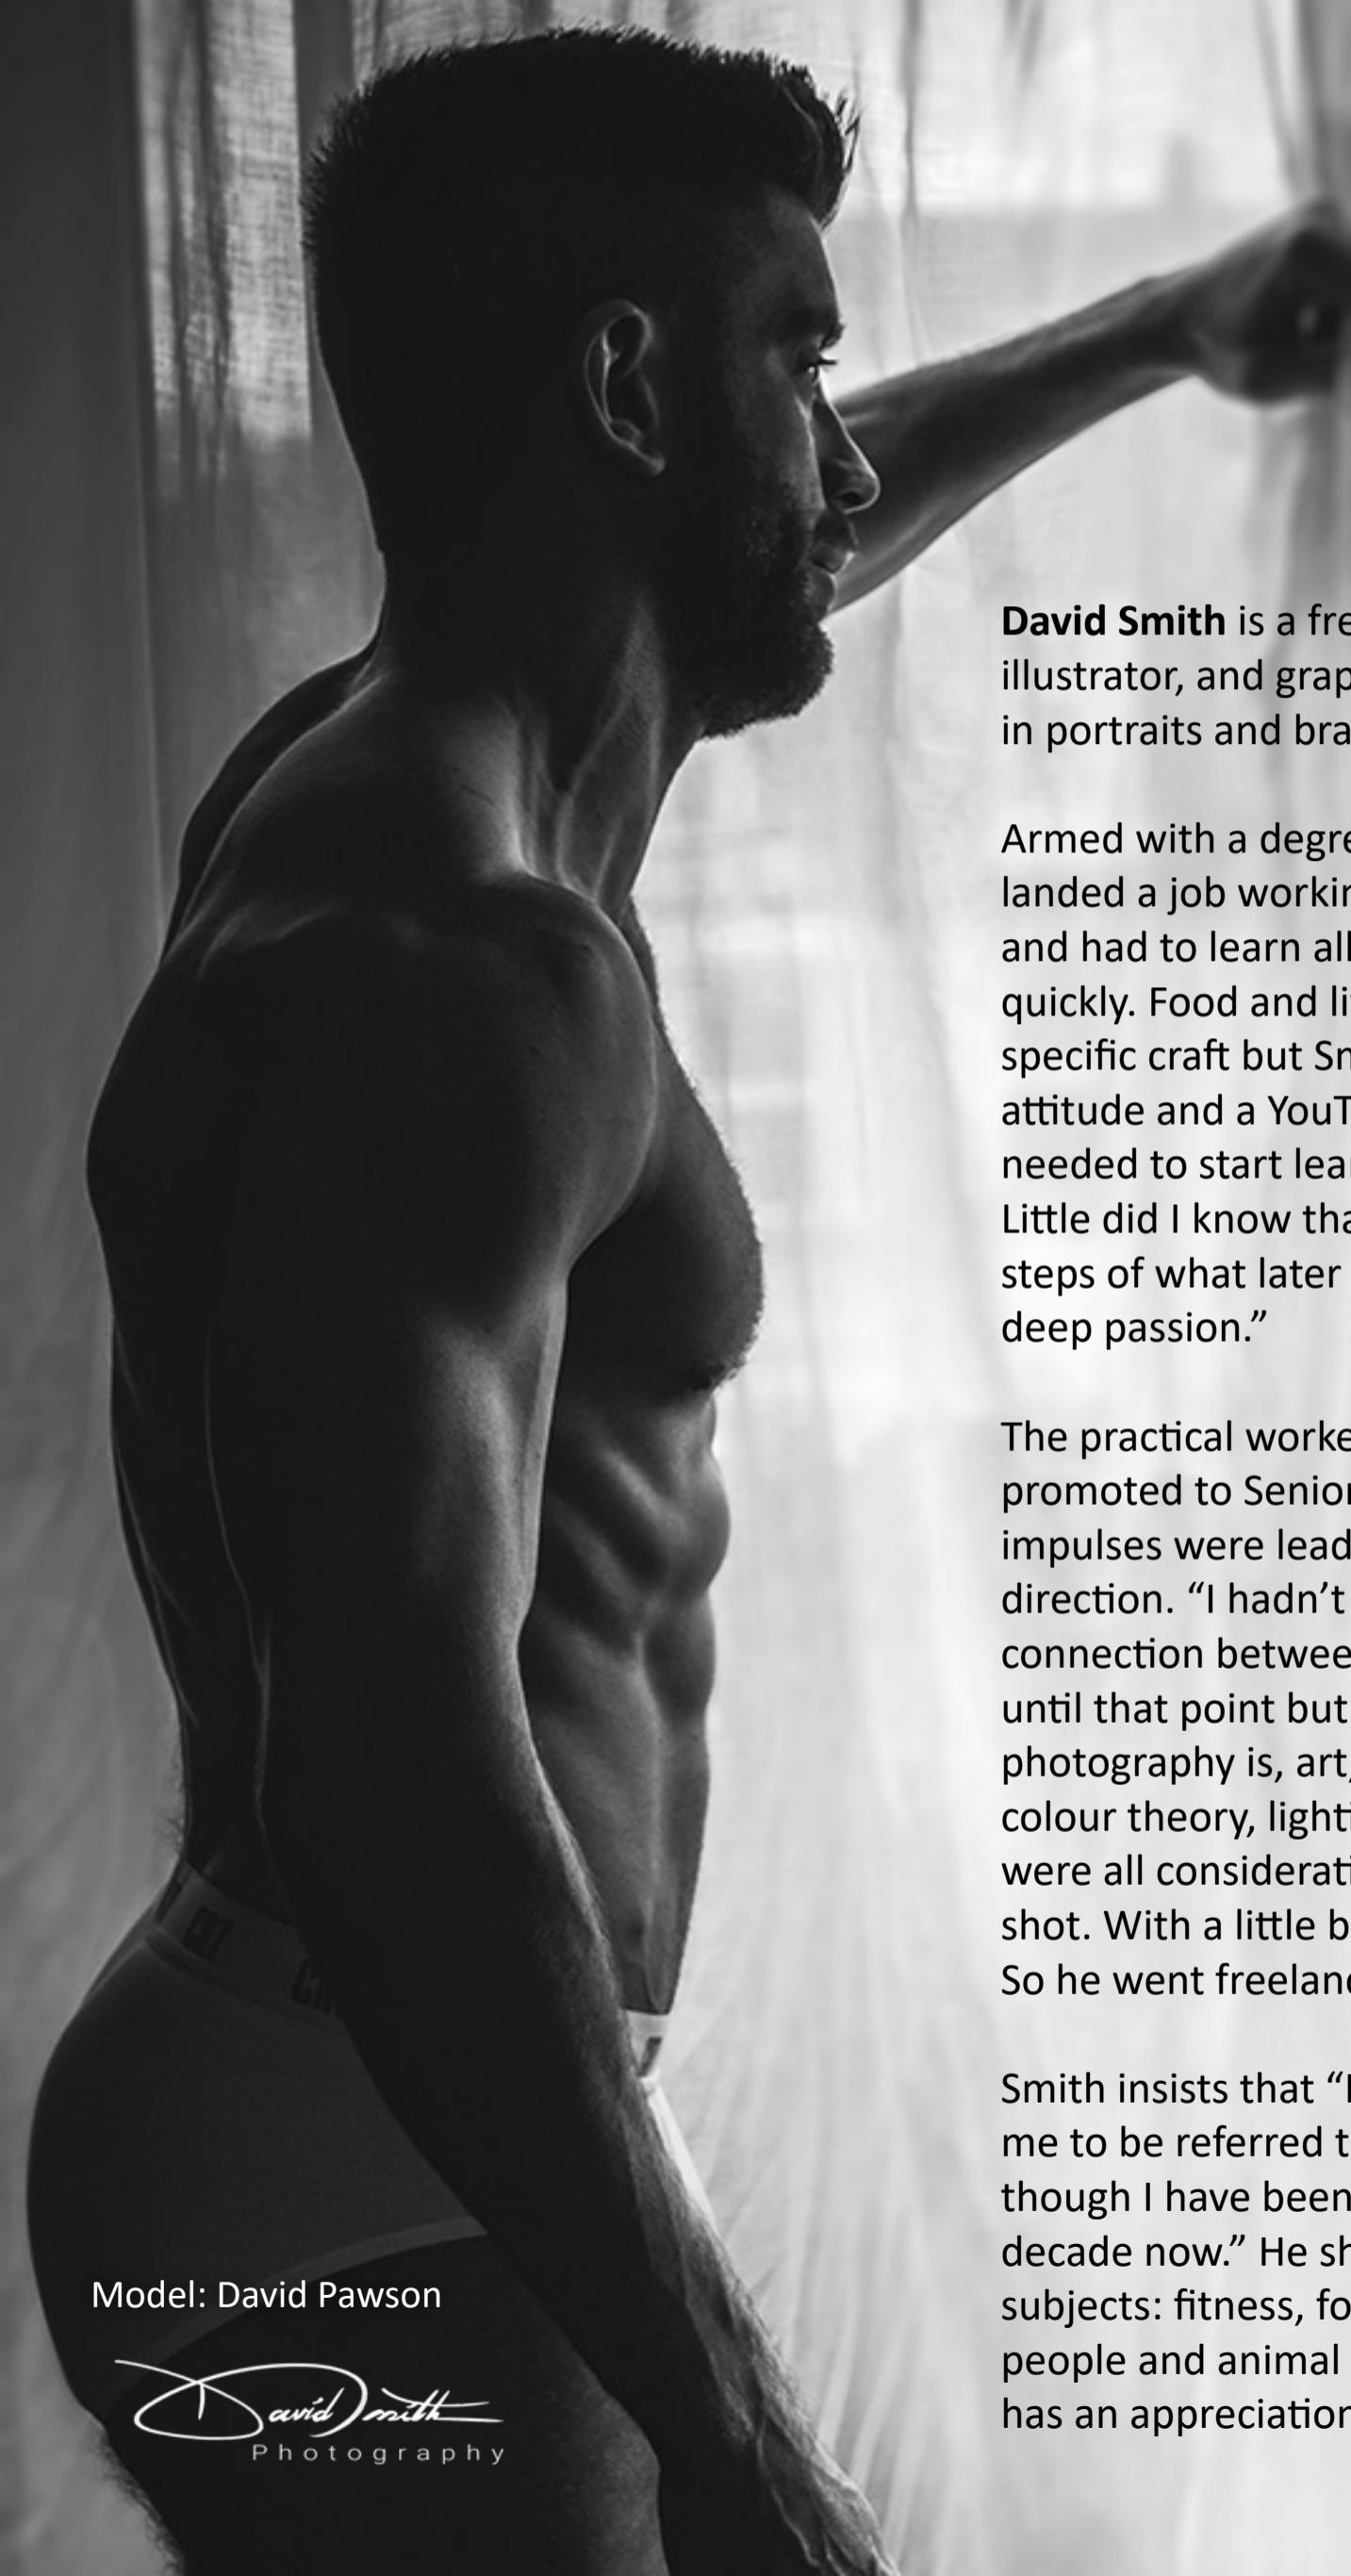 David Smith is a fre
illustrator, and grap
in portraits and bra
Armed with a degre
landed a job workin
and had to learn all
quickly. Food and li
specific craft but Sm
attitude and a YouT
needed to start lea
Little did I know tha
steps of what later
deep passion.”
The practical worke
promoted to Senior
impulses were lead
direction. “I hadn’t
connection betwee
until that point but
photography is, art,
colour theory, lighti
were all considerati
shot. With a little b
So he went freelanc
Smith insists that “I
me to be referred t
though I have been
decade now.” He sh
subjects: fitness, fo
people and animal
has an appreciation
CR7
Model: David Pawson
David Smith
Photography